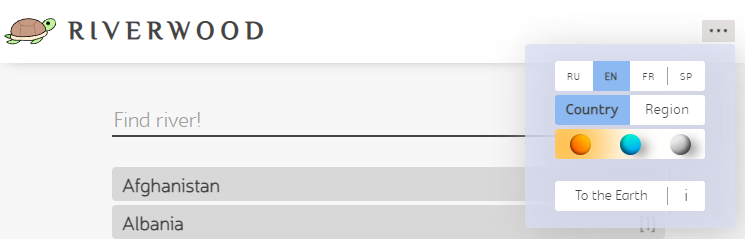 RIVERWOOD
...
RU EN FR | SP
Country Region
Find river!
Afghanistan
To the Earth | i
Albania [1]